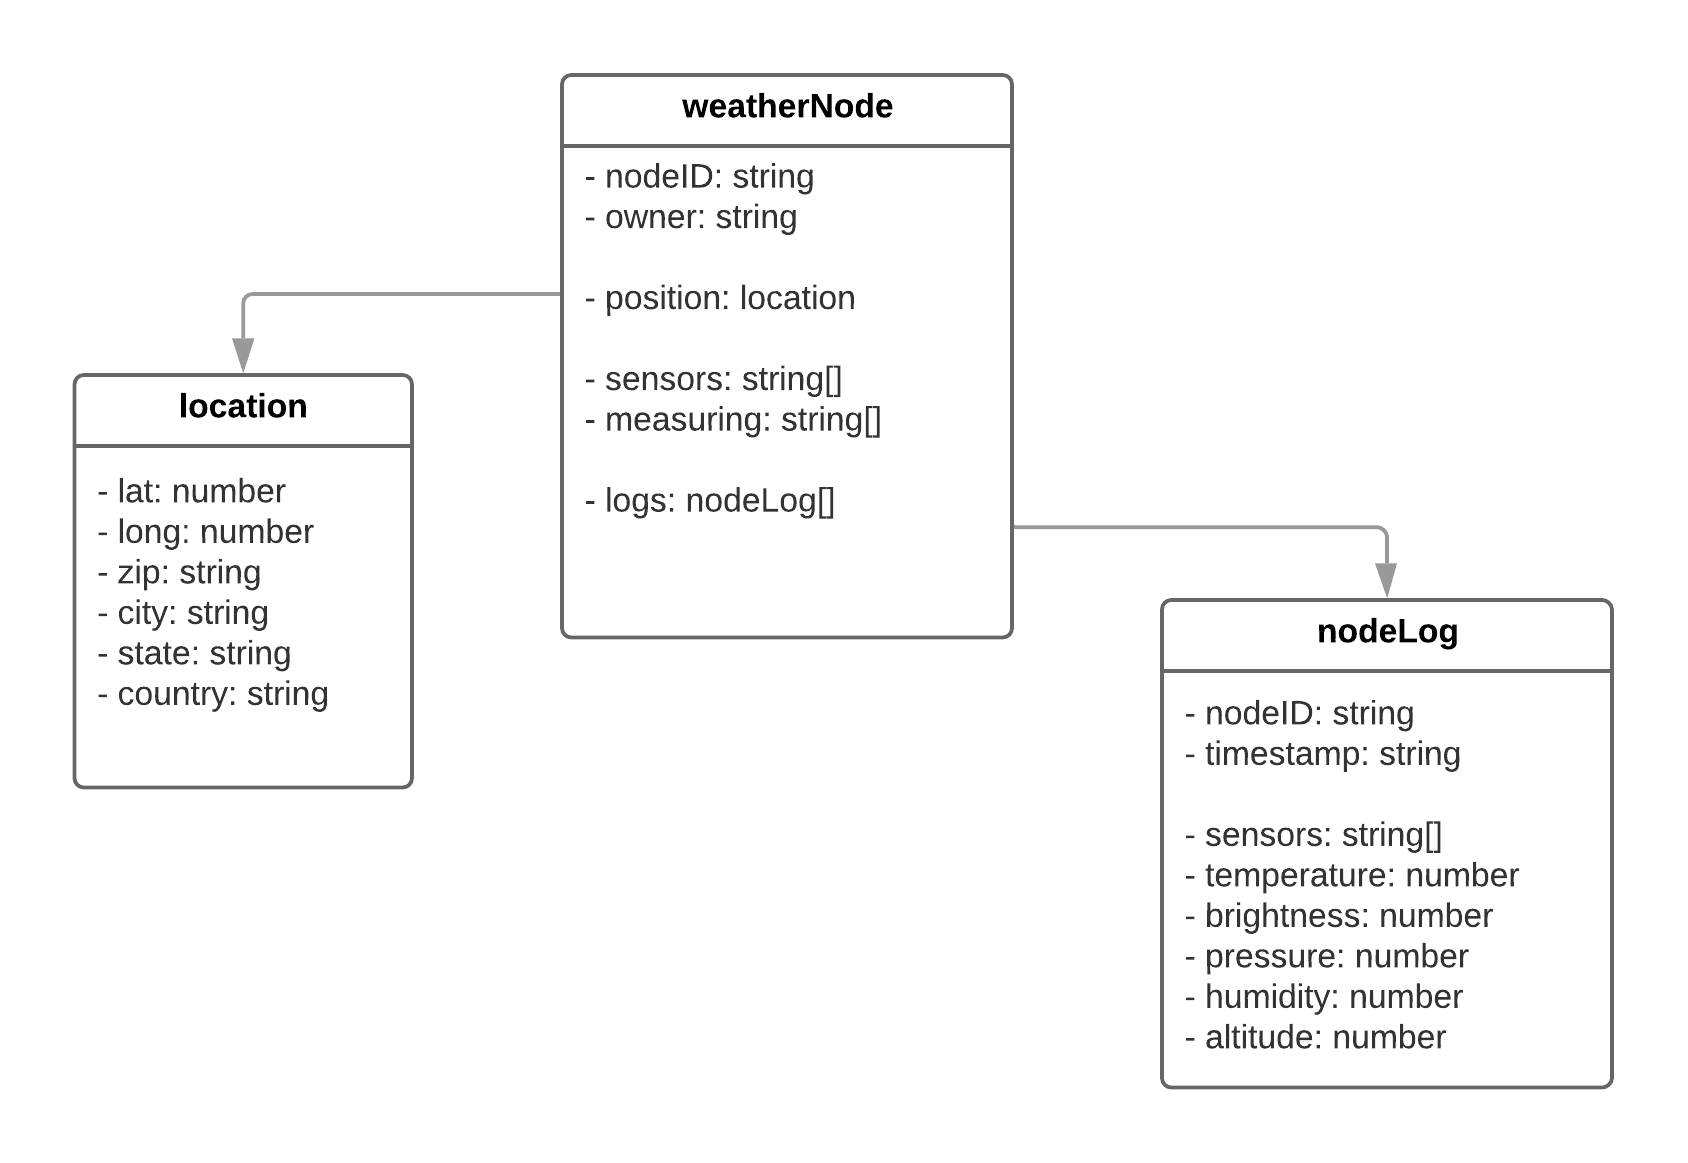 weatherNode
- nodeID: string
- owner: string
- position: location
- sensors: string[]
- measuring: string[]
- logs: nodeLog[]
location
- lat: number
- long: number
- zip: string
- city: string
- state: string
- country: string
nodeLog
- nodeID: string
- timestamp: string
- sensors: string[]
- temperature: number
- brightness: number
- pressure: number
- humidity: number
- altitude: number